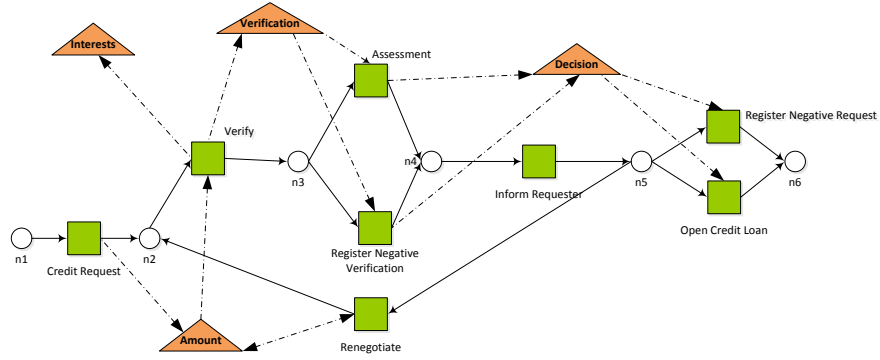 Verification
Interests
Assessment
Decision
Register Negative Request
Verify
n3
n4
Inform Requester
n5
n6
Open Credit Loan
n1
Credit Request
n2
Register Negative
Verification
Amount
Renegotiate